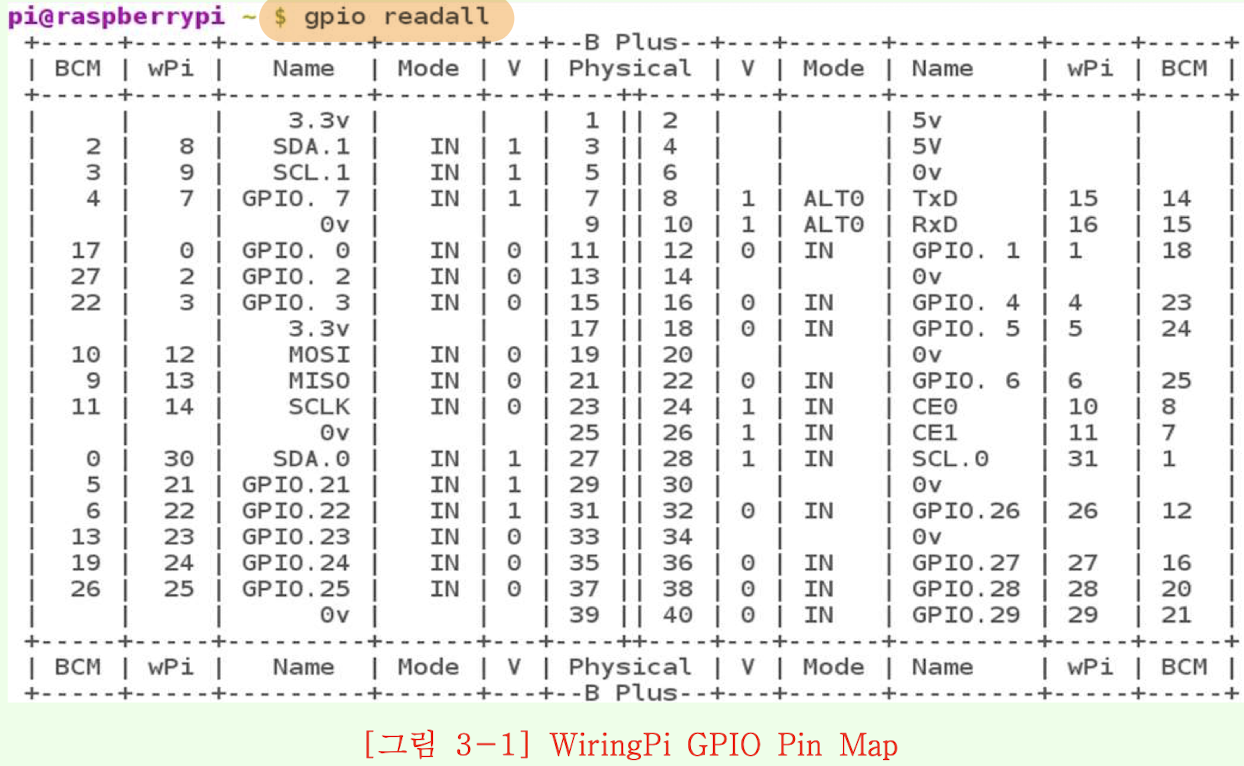 pi@raspberrypi ~ $ gpio readall
+-----+-----+---------+------+---+--B Plus--+---+------+---------+-----+-----+
| BCM | wPi |   Name  | Mode | V | Physical | V | Mode | Name    | wPi | BCM |
+-----+-----+---------+------+---+----++----+---+------+---------+-----+-----+
|     |     |    3.3v |      |   |  1 || 2  |   |      | 5v      |     |     |
|   2 |   8 |   SDA.1 |   IN | 1 |  3 || 4  |   |      | 5V      |     |     |
|   3 |   9 |   SCL.1 |   IN | 1 |  5 || 6  |   |      | 0v      |     |     |
|   4 |   7 | GPIO. 7 |   IN | 1 |  7 || 8  | 1 | ALT0 | TxD     | 15  | 14  |
|     |     |      0v |      |   |  9 || 10 | 1 | ALT0 | RxD     | 16  | 15  |
|  17 |   0 | GPIO. 0 |   IN | 0 | 11 || 12 | 0 | IN   | GPIO. 1 | 1   | 18  |
|  27 |   2 | GPIO. 2 |   IN | 0 | 13 || 14 |   |      | 0v      |     |     |
|  22 |   3 | GPIO. 3 |   IN | 0 | 15 || 16 | 0 | IN   | GPIO. 4 | 4   | 23  |
|     |     |    3.3v |      |   | 17 || 18 | 0 | IN   | GPIO. 5 | 5   | 24  |
|  10 |  12 |    MOSI |   IN | 0 | 19 || 20 |   |      | 0v      |     |     |
|   9 |  13 |    MISO |   IN | 0 | 21 || 22 | 0 | IN   | GPIO. 6 | 6   | 25  |
|  11 |  14 |    SCLK |   IN | 0 | 23 || 24 | 1 | IN   | CE0     | 10  | 8   |
|     |     |      0v |      |   | 25 || 26 | 1 | IN   | CE1     | 11  | 7   |
|   0 |  30 |   SDA.0 |   IN | 1 | 27 || 28 | 1 | IN   | SCL.0   | 31  | 1   |
|   5 |  21 | GPIO.21 |   IN | 1 | 29 || 30 |   |      | 0v      |     |     |
|   6 |  22 | GPIO.22 |   IN | 1 | 31 || 32 | 0 | IN   | GPIO.26 | 26  | 12  |
|  13 |  23 | GPIO.23 |   IN | 0 | 33 || 34 |   |      | 0v      |     |     |
|  19 |  24 | GPIO.24 |   IN | 0 | 35 || 36 | 0 | IN   | GPIO.27 | 27  | 16  |
|  26 |  25 | GPIO.25 |   IN | 0 | 37 || 38 | 0 | IN   | GPIO.28 | 28  | 20  |
|     |     |      0v |      |   | 39 || 40 | 0 | IN   | GPIO.29 | 29  | 21  |
+-----+-----+---------+------+---+----++----+---+------+---------+-----+-----+
| BCM | wPi |   Name  | Mode | V | Physical | V | Mode | Name    | wPi | BCM |
+-----+-----+---------+------+---+--B Plus--+---+------+---------+-----+-----+
[그림 3-1] WiringPi GPIO Pin Map